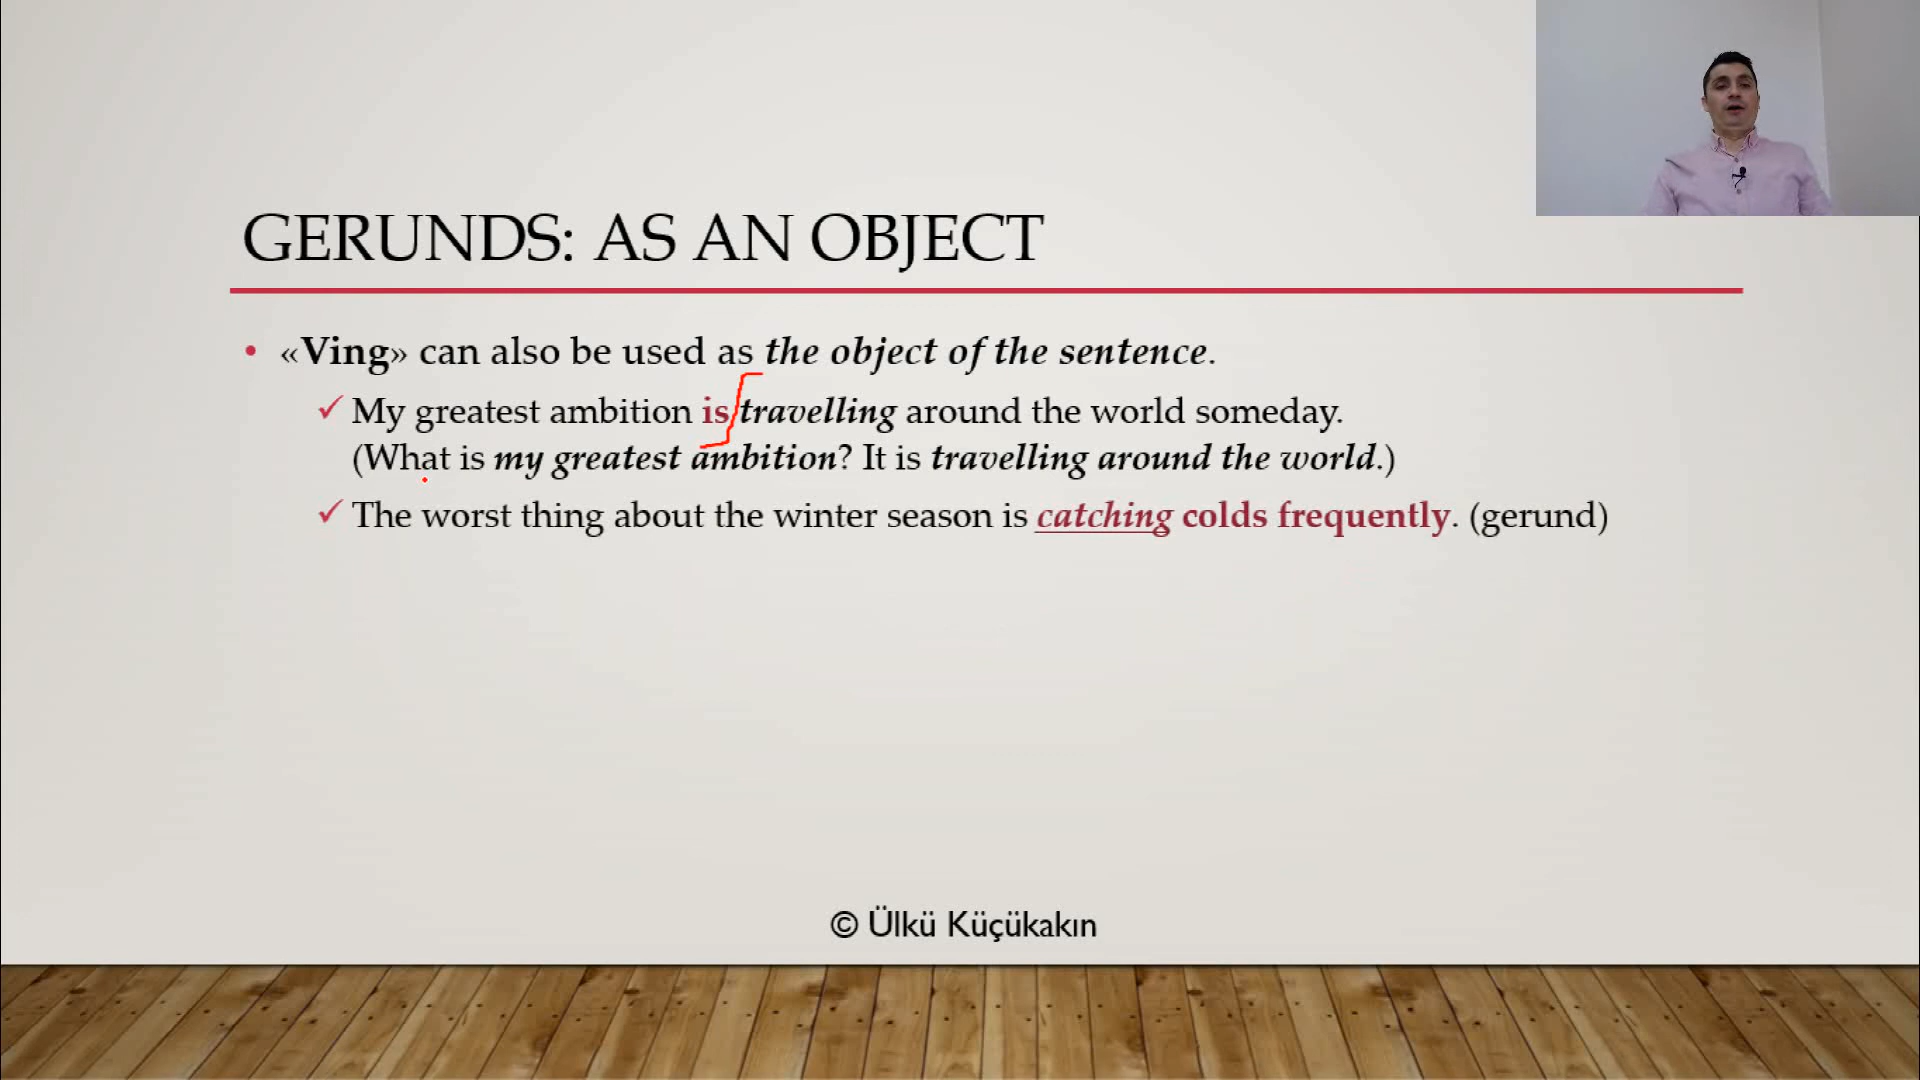 GERUNDS: AS AN OBJECT
• «Ving» can also be used as the object of the sentence.
✓ My greatest ambition is travelling around the world someday.
(What is my greatest ambition? It is travelling around the world.)
✓ The worst thing about the winter season is catching colds frequently. (gerund)
© Ülkü Küçükakın